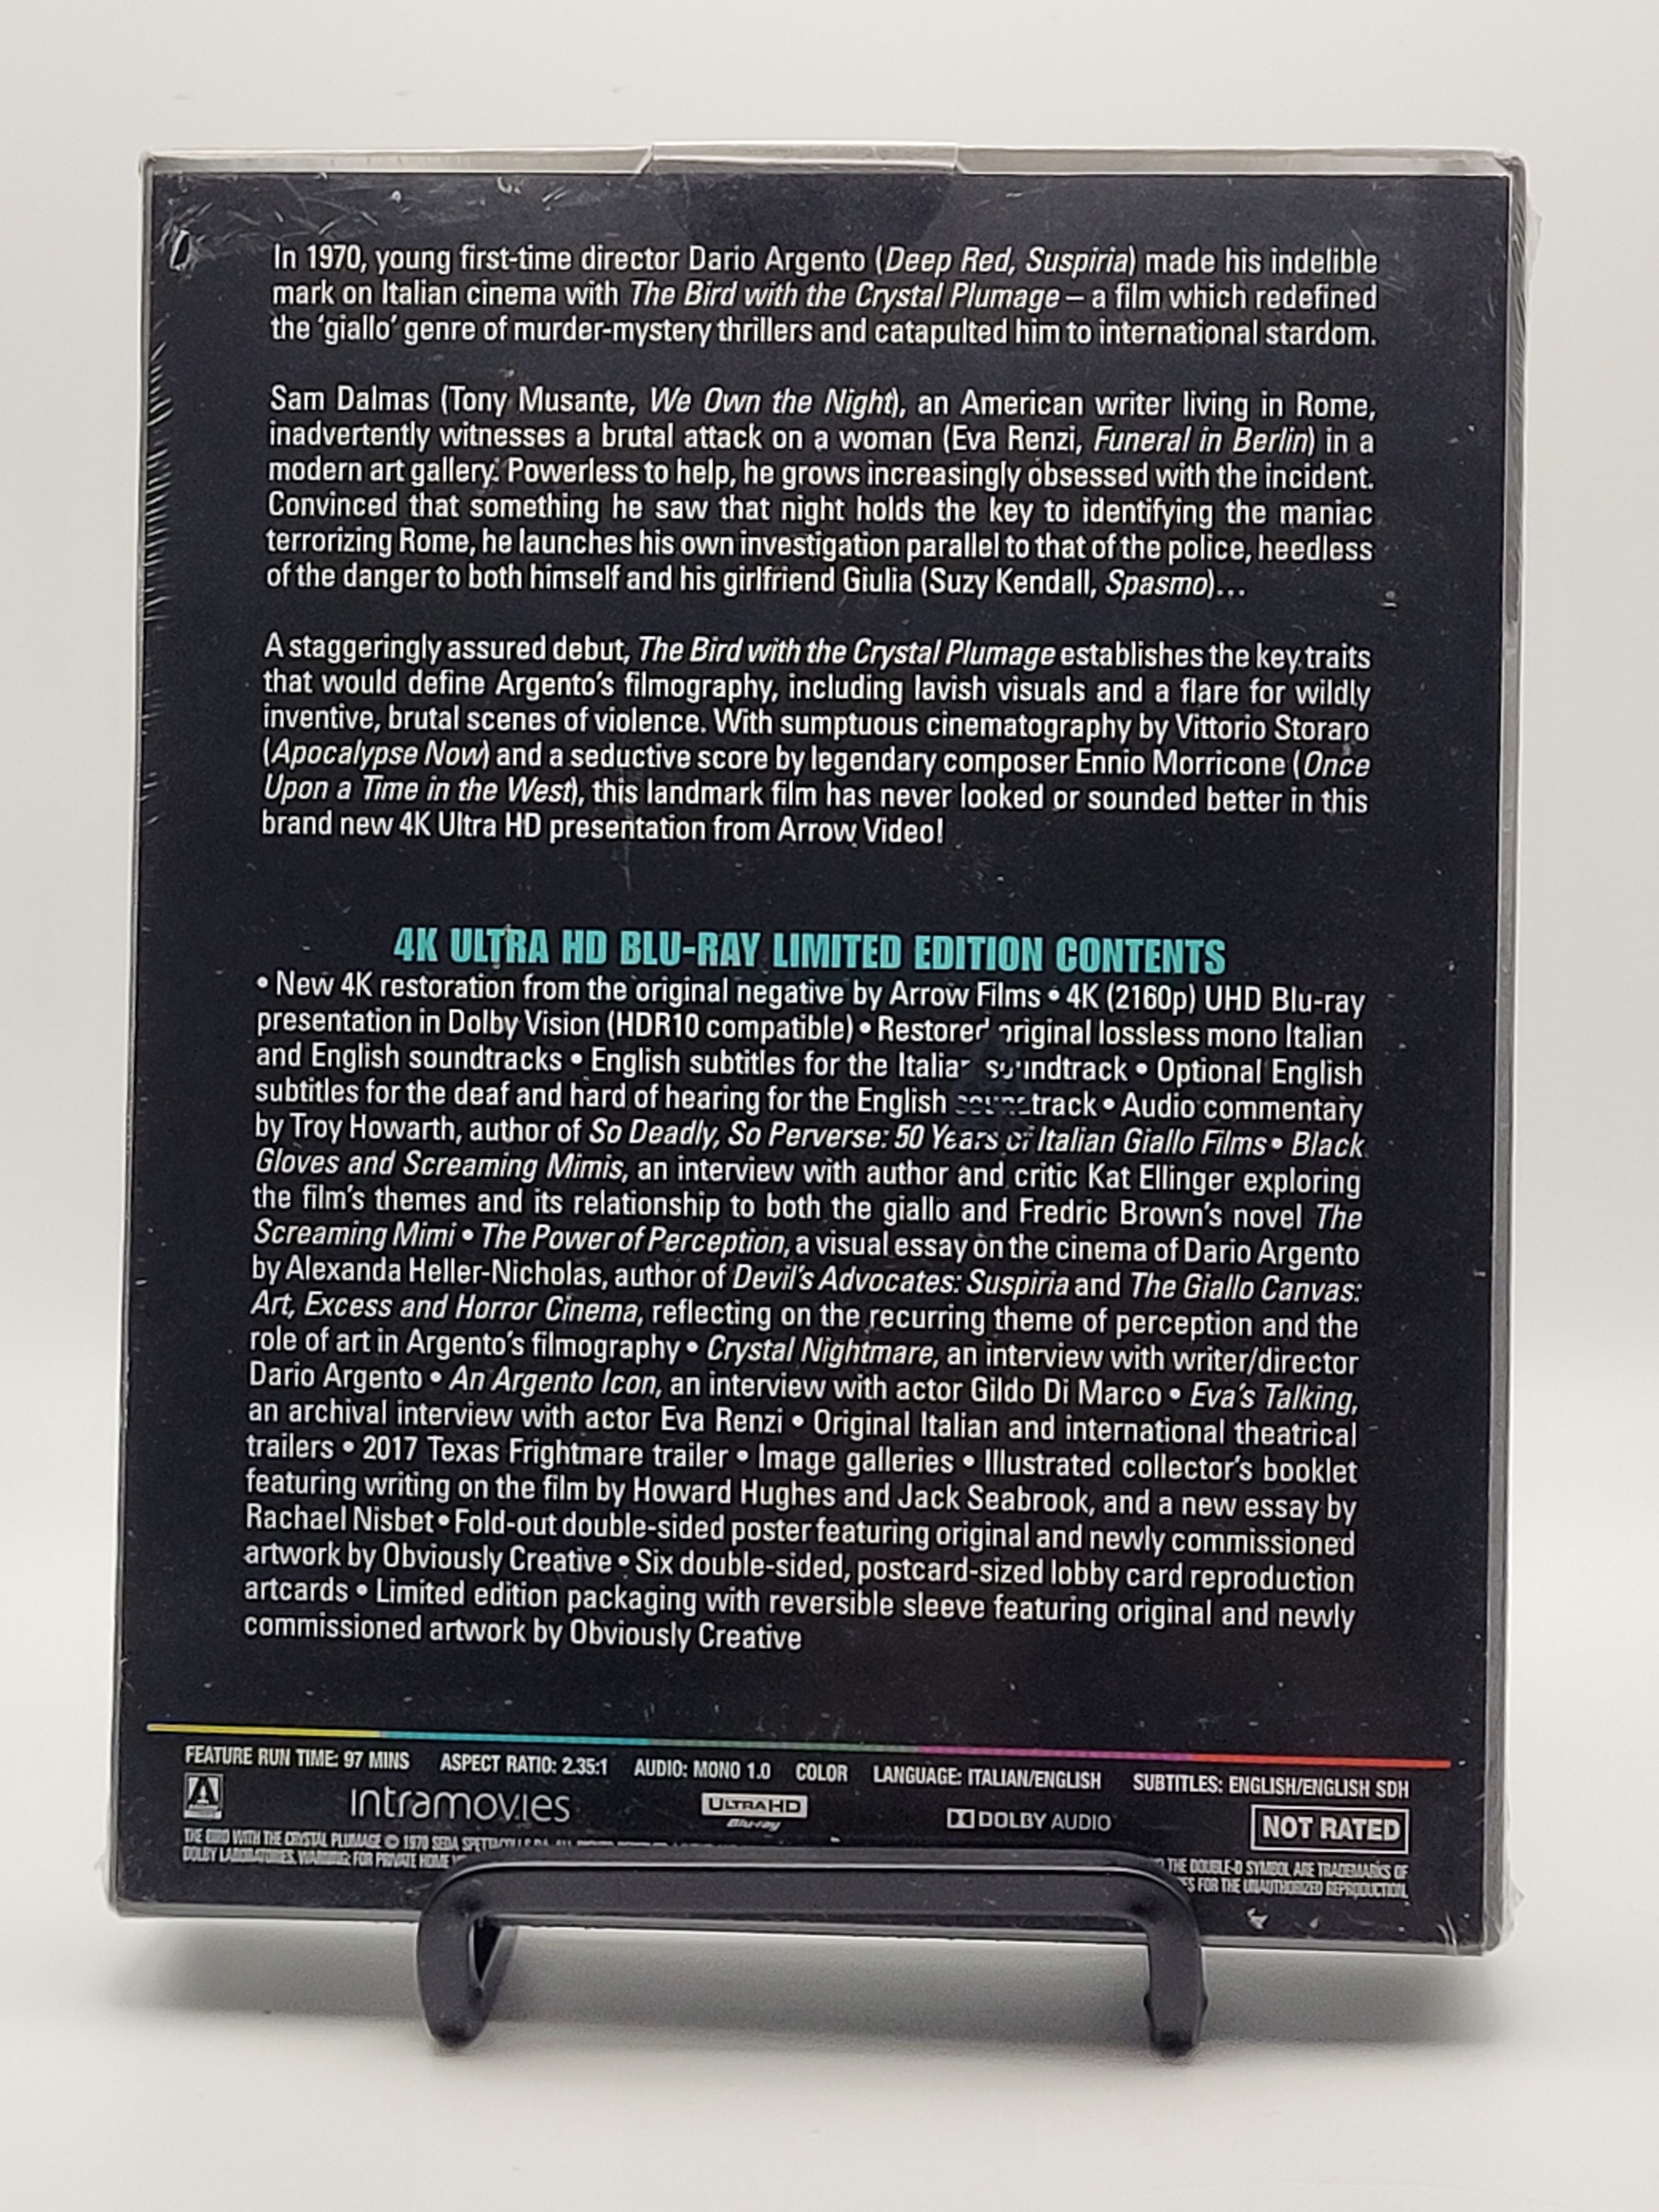 In 1970, young first-time director Dario Argento (Deep Red, Suspiria) made his indelible
mark on Italian cinema with The Bird with the Crystal Plumage – a film which redefined
the ‘giallo’ genre of murder-mystery thrillers and catapulted him to international stardom.
Sam Dalmas (Tony Musante, We Own the Night), an American writer living in Rome,
inadvertently witnesses a brutal attack on a woman (Eva Renzi, Funeral in Berlin) in a
modern art gallery. Powerless to help, he grows increasingly obsessed with the incident.
Convinced that something he saw that night holds the key to identifying the maniac
terrorizing Rome, he launches his own investigation parallel to that of the police, heedless
of the danger to both himself and his girlfriend Giulia (Suzy Kendall, Spasmo)...
A staggeringly assured debut, The Bird with the Crystal Plumage establishes the key traits
that would define Argento’s filmography, including lavish visuals and a flare for wildly
inventive, brutal scenes of violence. With sumptuous cinematography by Vittorio Storaro
(Apocalypse Now) and a seductive score by legendary composer Ennio Morricone (Once
Upon a Time in the West), this landmark film has never looked or sounded better in this
brand new 4K Ultra HD presentation from Arrow Video!
4K ULTRA HD BLU-RAY LIMITED EDITION CONTENTS
• New 4K restoration from the original negative by Arrow Films • 4K (2160p) UHD Blu-ray
presentation in Dolby Vision (HDR10 compatible) • Restored original lossless mono Italian
and English soundtracks • English subtitles for the Italian soundtrack • Optional English
subtitles for the deaf and hard of hearing for the English soundtrack • Audio commentary
by Troy Howarth, author of So Deadly, So Perverse: 50 Years of Italian Giallo Films • Black
Gloves and Screaming Mimis, an interview with author and critic Kat Ellinger exploring
the film’s themes and its relationship to both the giallo and Fredric Brown’s novel The
Screaming Mimi • The Power of Perception, a visual essay on the cinema of Dario Argento
by Alexanda Heller-Nicholas, author of Devil’s Advocates: Suspiria and The Giallo Canvas:
Art, Excess and Horror Cinema, reflecting on the recurring theme of perception and the
role of art in Argento’s filmography • Crystal Nightmare, an interview with writer/director
Dario Argento • An Argento Icon, an interview with actor Gildo Di Marco • Eva’s Talking,
an archival interview with actor Eva Renzi • Original Italian and international theatrical
trailers • 2017 Texas Frightmare trailer • Image galleries • Illustrated collector’s booklet
featuring writing on the film by Howard Hughes and Jack Seabrook, and a new essay by
Rachael Nisbet • Fold-out double-sided poster featuring original and newly commissioned
artwork by Obviously Creative • Six double-sided, postcard-sized lobby card reproduction
artcards • Limited edition packaging with reversible sleeve featuring original and newly
commissioned artwork by Obviously Creative
FEATURE RUN TIME: 97 MINS ASPECT RATIO: 2.35:1 AUDIO: MONO 1.0 COLOR LANGUAGE: ITALIAN/ENGLISH SUBTITLES: ENGLISH/ENGLISH SDH
intramovies ULTRA HD Blu-ray DOLBY AUDIO NOT RATED
THE BIRD WITH THE CRYSTAL PLUMAGE © 1970 SEDA THE DOUBLE-D SYMBOL ARE TRADEMARKS OF
DOLBY LABORATORIES. WARNING: FOR PRIVATE HOME FOR THE UNAUTHORIZED REPRODUCTION.